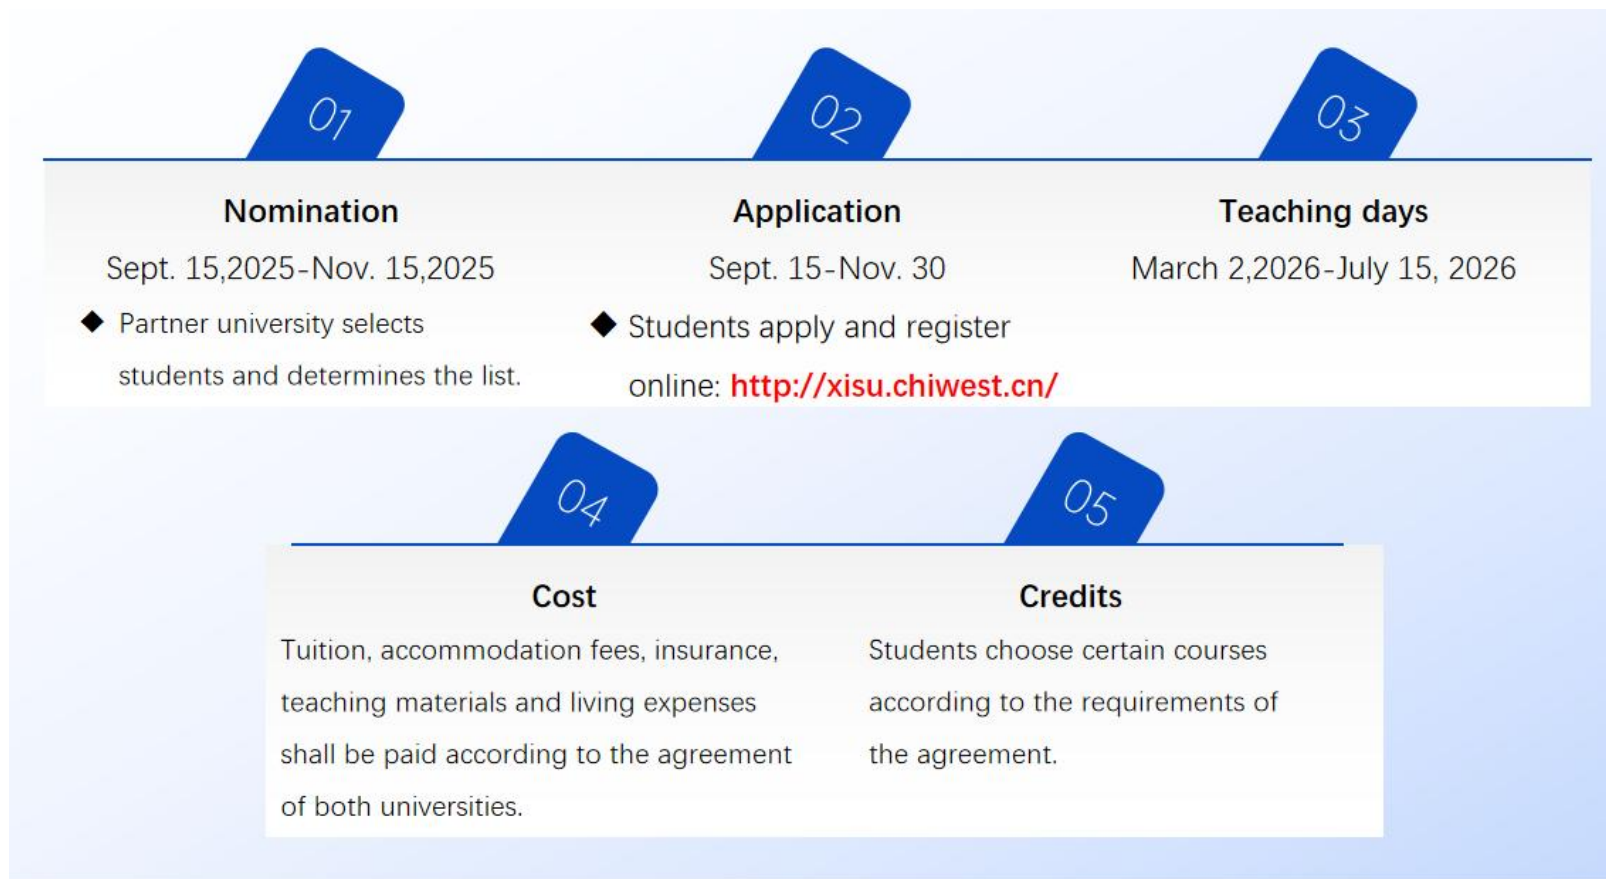 01
02
03
Nomination
Sept. 15,2025-Nov. 15,2025
◆ Partner university selects
students and determines the list.
Application
Sept. 15-Nov. 30
◆ Students apply and register
online: http://xisu.chiwest.cn/
Teaching days
March 2,2026-July 15, 2026
04
05
Cost
Tuition, accommodation fees, insurance,
teaching materials and living expenses
shall be paid according to the agreement
of both universities.
Credits
Students choose certain courses
according to the requirements of
the agreement.